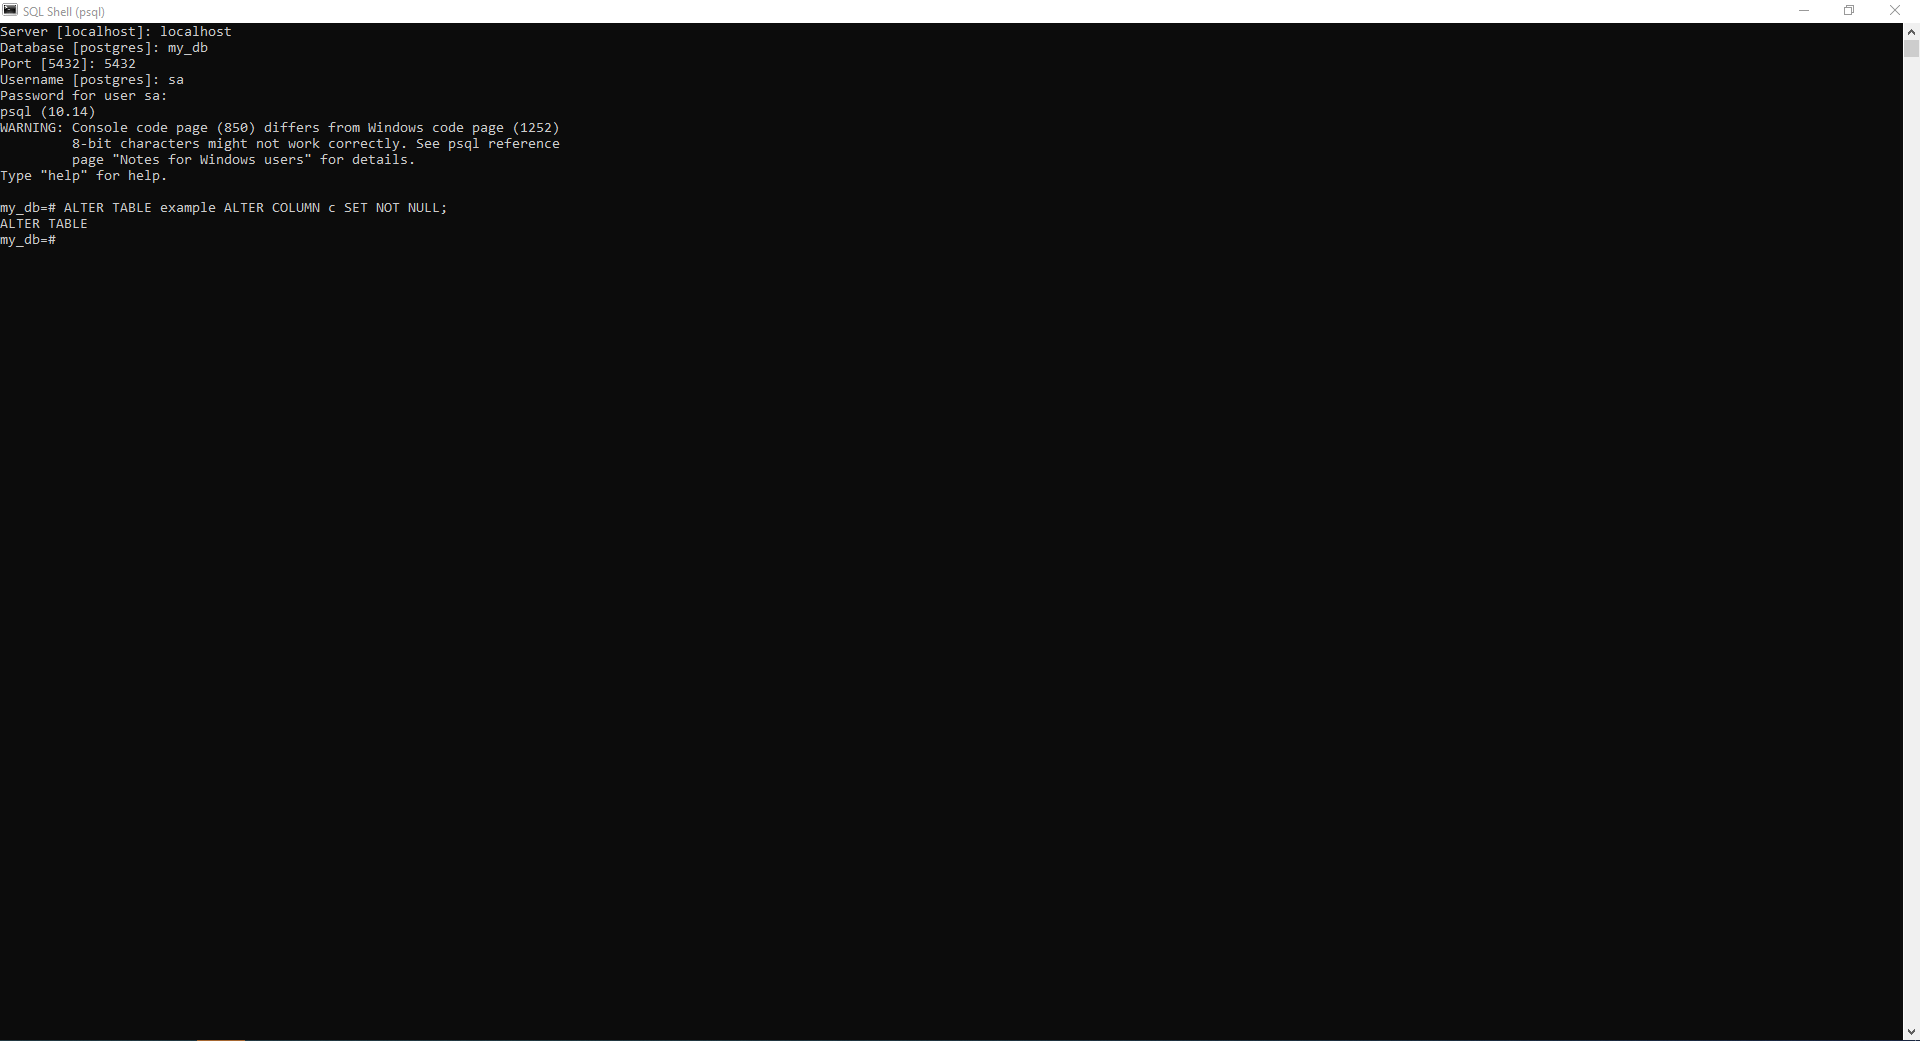 SQL Shell (psql)
Server [localhost]: localhost
Database [postgres]: my_db
Port [5432]: 5432
Username [postgres]: sa
Password for user sa:
psql (10.14)
WARNING: Console code page (850) differs from Windows code page (1252)
         8-bit characters might not work correctly. See psql reference
         page "Notes for Windows users" for details.
Type "help" for help.

my_db=# ALTER TABLE example ALTER COLUMN c SET NOT NULL;
ALTER TABLE
my_db=#